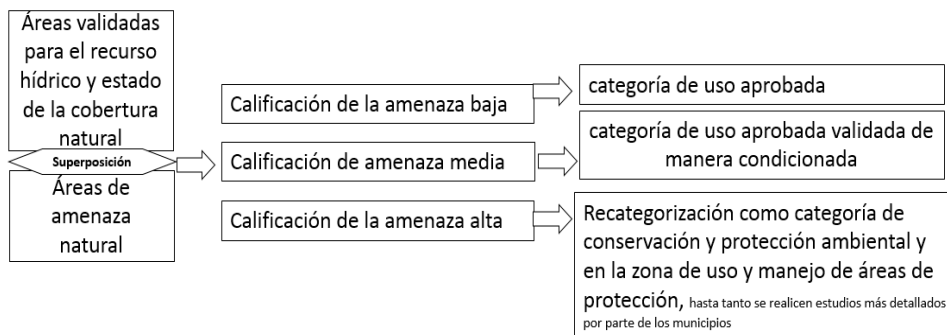 Áreas validadas
para el recurso
hídrico y estado
de la cobertura
natural
Superposición
Áreas de
amenaza
natural
Calificación de la amenaza baja
categoría de uso aprobada
Calificación de amenaza media
categoría de uso aprobada validada de
manera condicionada
Calificación de la amenaza alta
Recategorización como categoría de
conservación y protección ambiental y
en la zona de uso y manejo de áreas de
protección, hasta tanto se realicen estudios más detallados
por parte de los municipios